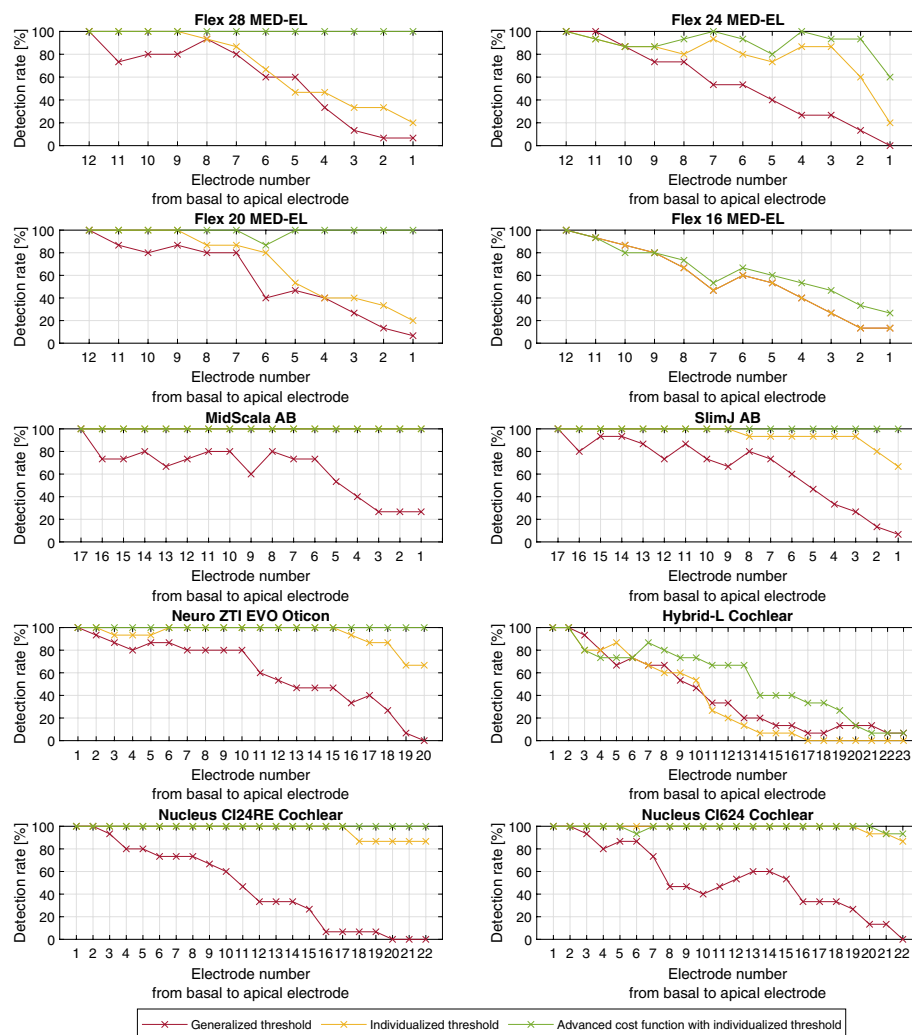 Flex 28 MED-EL
Detection rate [%]
100
80
60
40
20
0
12 11 10 9 8 7 6 5 4 3 2 1
Electrode number
from basal to apical electrode
Flex 24 MED-EL
Detection rate [%]
100
80
60
40
20
0
12 11 10 9 8 7 6 5 4 3 2 1
Electrode number
from basal to apical electrode
Flex 20 MED-EL
Detection rate [%]
100
80
60
40
20
0
12 11 10 9 8 7 6 5 4 3 2 1
Electrode number
from basal to apical electrode
Flex 16 MED-EL
Detection rate [%]
100
80
60
40
20
0
12 11 10 9 8 7 6 5 4 3 2 1
Electrode number
from basal to apical electrode
MidScala AB
Detection rate [%]
100
80
60
40
20
0
17 16 15 14 13 12 11 10 9 8 7 6 5 4 3 2 1
Electrode number
from basal to apical electrode
SlimJ AB
Detection rate [%]
100
80
60
40
20
0
17 16 15 14 13 12 11 10 9 8 7 6 5 4 3 2 1
Electrode number
from basal to apical electrode
Neuro ZTI EVO Oticon
Detection rate [%]
100
80
60
40
20
0
1 2 3 4 5 6 7 8 9 10 11 12 13 14 15 16 17 18 19 20
Electrode number
from basal to apical electrode
Hybrid-L Cochlear
Detection rate [%]
100
80
60
40
20
0
1 2 3 4 5 6 7 8 9 10 11 12 13 14 15 16 17 18 19 20 21 22 23
Electrode number
from basal to apical electrode
Nucleus CI24RE Cochlear
Detection rate [%]
100
80
60
40
20
0
1 2 3 4 5 6 7 8 9 10 11 12 13 14 15 16 17 18 19 20 21 22
Electrode number
from basal to apical electrode
Nucleus CI624 Cochlear
Detection rate [%]
100
80
60
40
20
0
1 2 3 4 5 6 7 8 9 10 11 12 13 14 15 16 17 18 19 20 21 22
Electrode number
from basal to apical electrode
Generalized threshold Individualized threshold Advanced cost function with individualized threshold